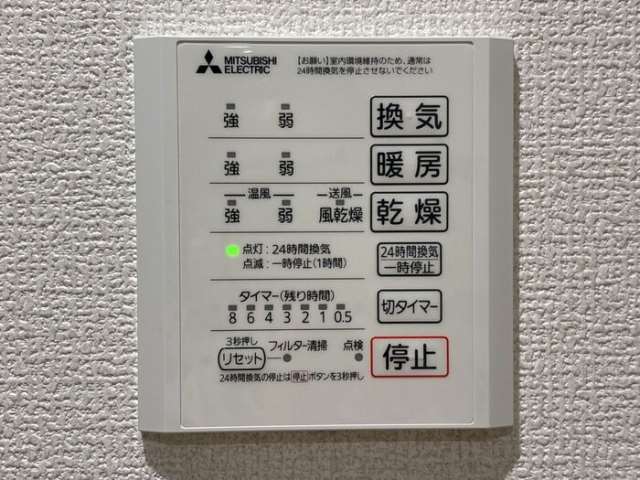 MITSUBISHI
ELECTRIC
【お願い】室内環境維持のため、通常は
24時間換気を停止させないでください
強 弱 換気
強 弱 暖房
温風 送風
強 弱 風乾燥 乾燥
点灯:24時間換気
点滅:一時停止(1時間)
24時間換気
一時停止
タイマー(残り時間)
8 6 4 3 2 1 0.5
切タイマー
3秒押し
リセット フィルター清掃 点検
停止
24時間換気の停止は停止ボタンを3秒押し